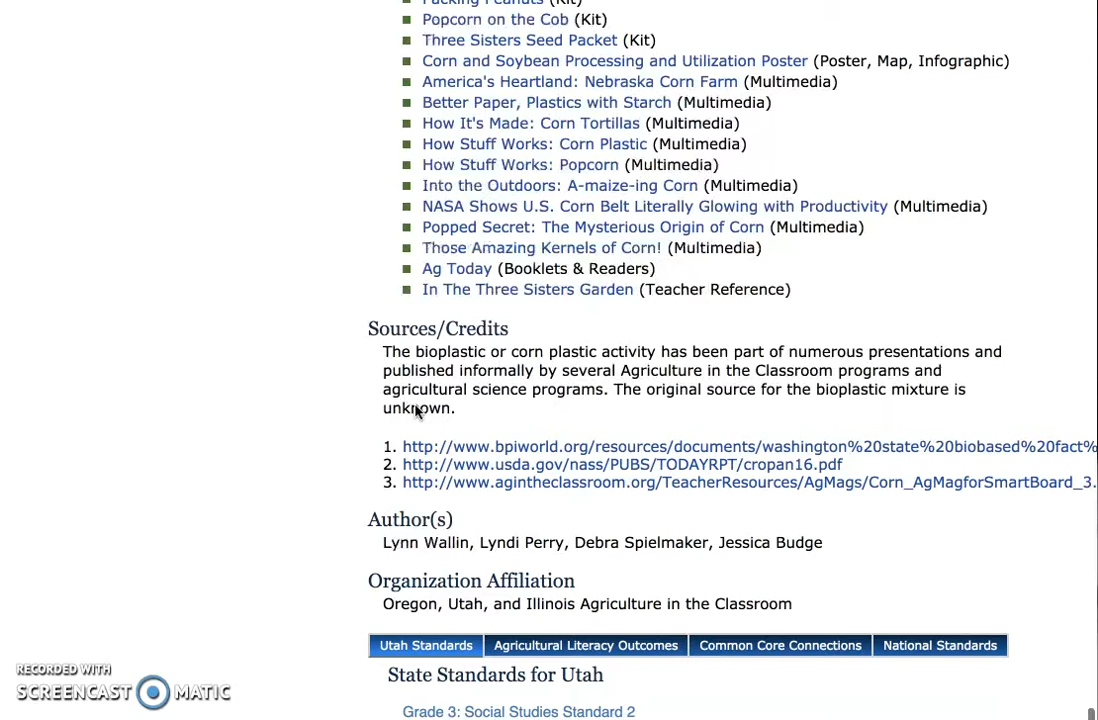 Packing Peanuts (Kit)
Popcorn on the Cob (Kit)
Three Sisters Seed Packet (Kit)
Corn and Soybean Processing and Utilization Poster (Poster, Map, Infographic)
America's Heartland: Nebraska Corn Farm (Multimedia)
Better Paper, Plastics with Starch (Multimedia)
How It's Made: Corn Tortillas (Multimedia)
How Stuff Works: Corn Plastic (Multimedia)
How Stuff Works: Popcorn (Multimedia)
Into the Outdoors: A-maize-ing Corn (Multimedia)
NASA Shows U.S. Corn Belt Literally Glowing with Productivity (Multimedia)
Popped Secret: The Mysterious Origin of Corn (Multimedia)
Those Amazing Kernels of Corn! (Multimedia)
Ag Today (Booklets & Readers)
In The Three Sisters Garden (Teacher Reference)
Sources/Credits
The bioplastic or corn plastic activity has been part of numerous presentations and
published informally by several Agriculture in the Classroom programs and
agricultural science programs. The original source for the bioplastic mixture is
unknown.
1. http://www.bpiworld.org/resources/documents/washington%20state%20biobased%20fact%
2. http://www.usda.gov/nass/PUBS/TODAYRPT/cropan16.pdf
3. http://www.agintheclassroom.org/TeacherResources/AgMags/Corn_AgMagforSmartBoard_3.
Author(s)
Lynn Wallin, Lyndi Perry, Debra Spielmaker, Jessica Budge
Organization Affiliation
Oregon, Utah, and Illinois Agriculture in the Classroom
Utah Standards Agricultural Literacy Outcomes Common Core Connections National Standards
State Standards for Utah
Grade 3: Social Studies Standard 2
RECORDED WITH
SCREENCAST MATIC